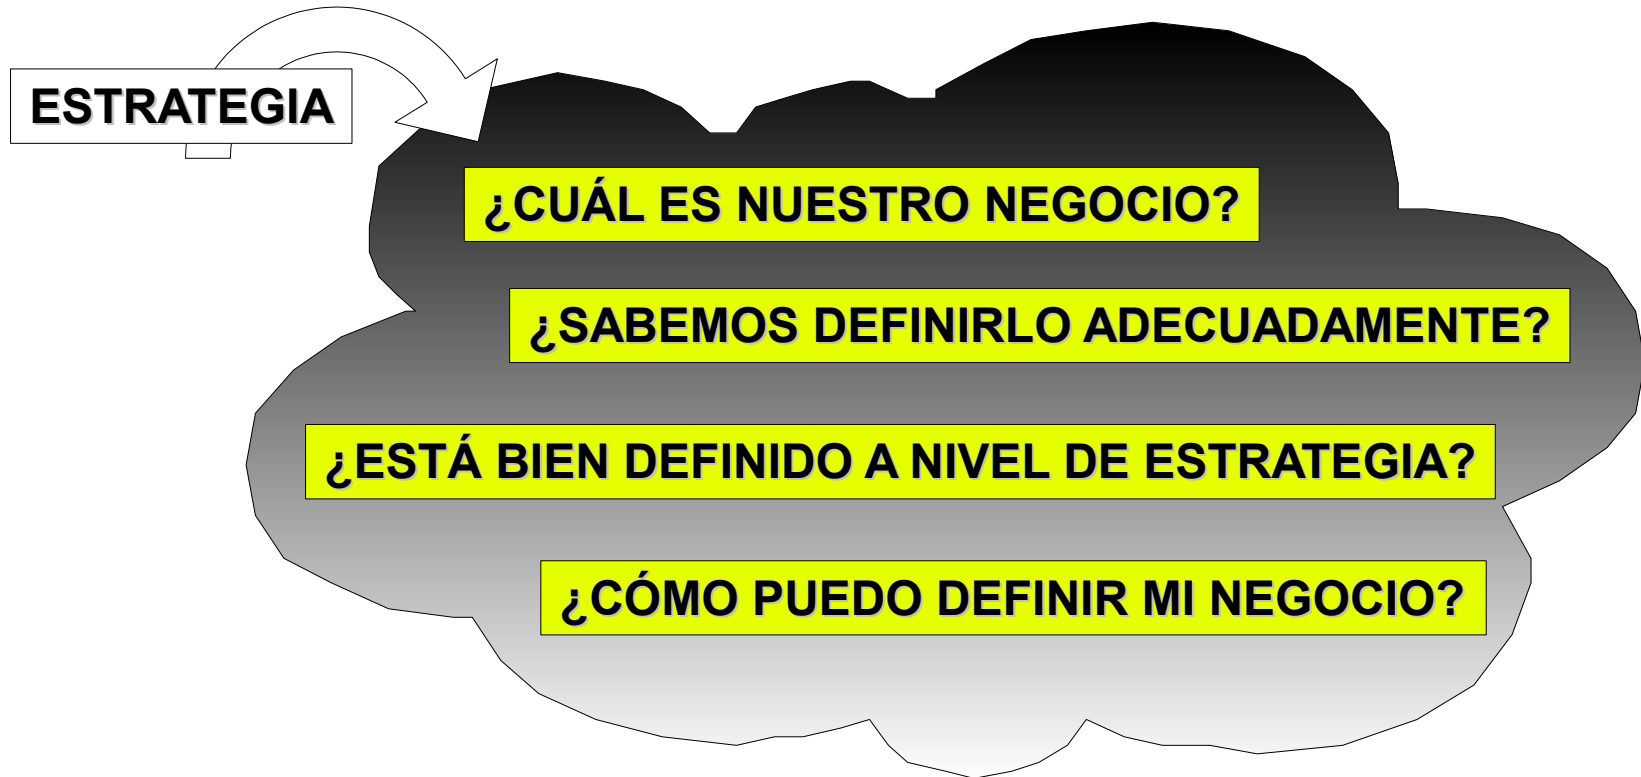 ESTRATEGIA
¿CUÁL ES NUESTRO NEGOCIO?
¿SABEMOS DEFINIRLO ADECUADAMENTE?
¿ESTÁ BIEN DEFINIDO A NIVEL DE ESTRATEGIA?
¿CÓMO PUEDO DEFINIR MI NEGOCIO?